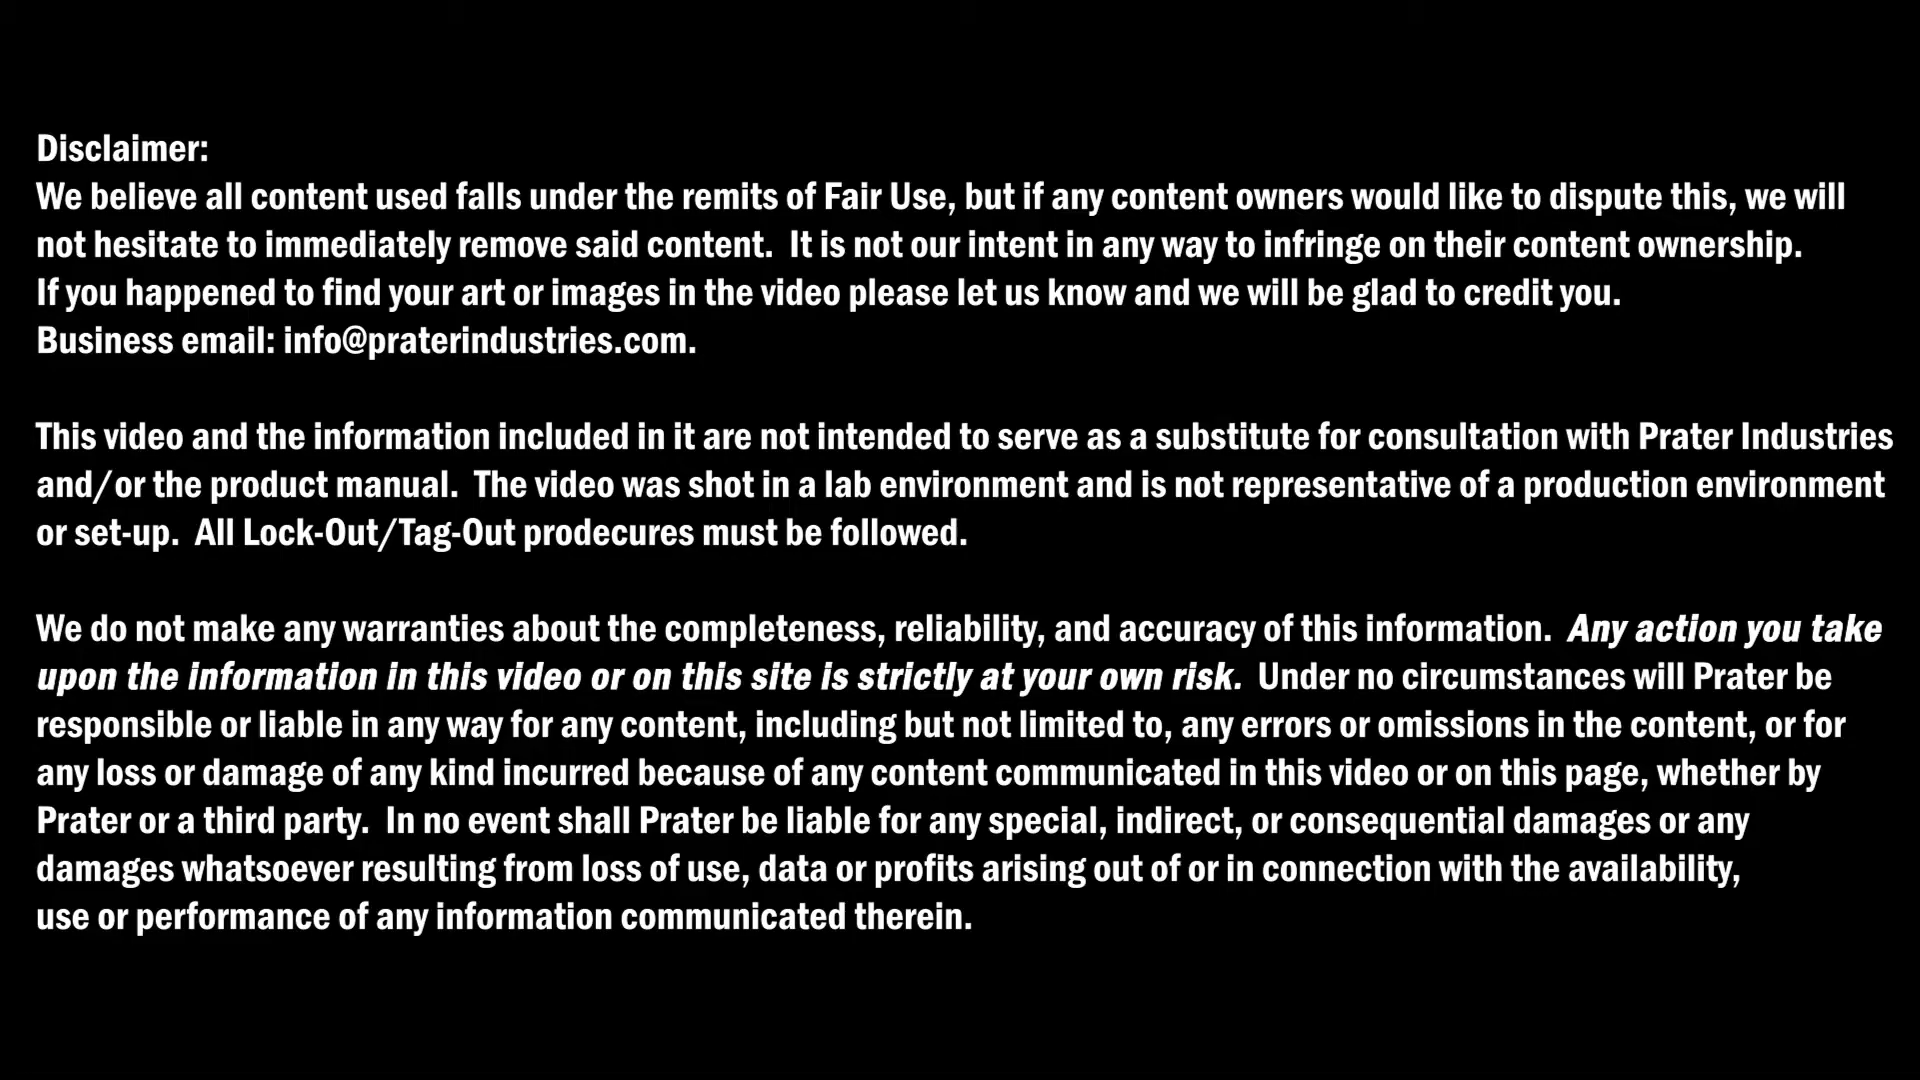 Disclaimer:
We believe all content used falls under the remits of Fair Use, but if any content owners would like to dispute this, we will
not hesitate to immediately remove said content.  It is not our intent in any way to infringe on their content ownership.
If you happened to find your art or images in the video please let us know and we will be glad to credit you.
Business email: info@praterindustries.com.
This video and the information included in it are not intended to serve as a substitute for consultation with Prater Industries
and/or the product manual.  The video was shot in a lab environment and is not representative of a production environment
or set-up.  All Lock-Out/Tag-Out prodecures must be followed.
We do not make any warranties about the completeness, reliability, and accuracy of this information.  Any action you take
upon the information in this video or on this site is strictly at your own risk.  Under no circumstances will Prater be
responsible or liable in any way for any content, including but not limited to, any errors or omissions in the content, or for
any loss or damage of any kind incurred because of any content communicated in this video or on this page, whether by
Prater or a third party.  In no event shall Prater be liable for any special, indirect, or consequential damages or any
damages whatsoever resulting from loss of use, data or profits arising out of or in connection with the availability,
use or performance of any information communicated therein.